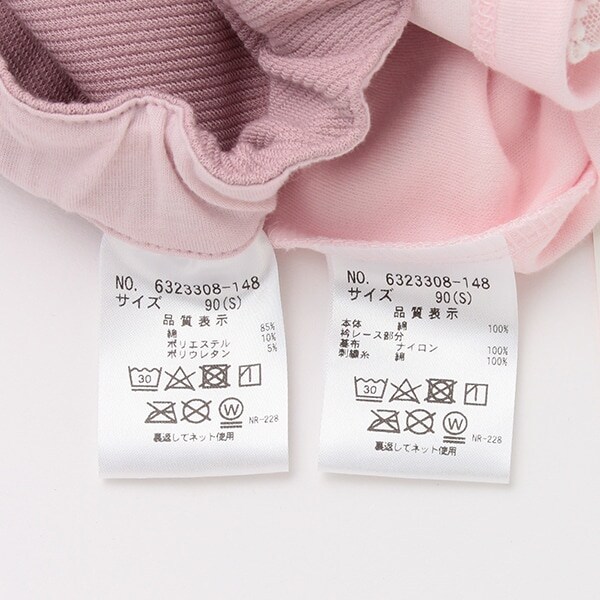 NO. 6323308-148
サイズ 90(S)
品質表示
綿 85%
ポリエステル 10%
ポリウレタン 5%
30
W
NR-228
裏返してネット使用
NO. 6323308-148
サイズ 90(S)
品質表示
本体 綿 100%
衿レース部分
基布 ナイロン 100%
刺繍糸 綿 100%
30
W
NR-228
裏返してネット使用